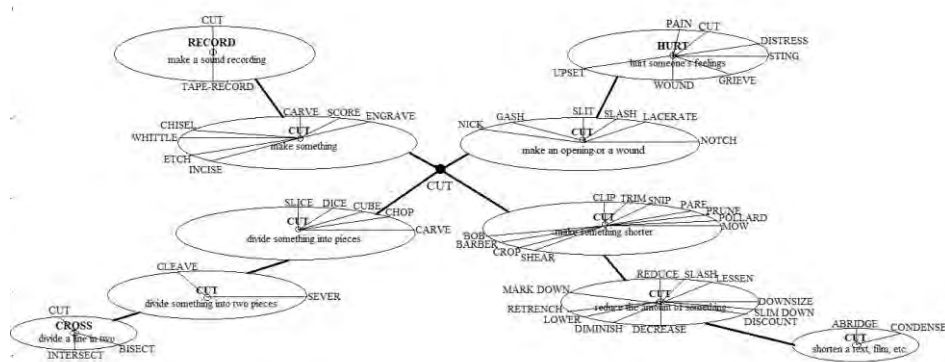 CUT
RECORD
make a sound recording
TAPE-RECORD
PAIN
CUT
HURT
DISTRESS
hurt someone's feelings
STING
UPSET
GRIEVE
WOUND
CARVE
SCORE
ENGRAVE
CHISEL
CUT
WHITTLE
make something
ETCH
INCISE
SLIT
SLASH
GASH
LACERATE
NICK
CUT
NOTCH
make an opening or a wound
CUT
SLICE
DICE
CUBE
CHOP
CUT
divide something into pieces
CARVE
CLIP
TRIM
SNIP
PARE
PRUNE
CUT
POLLARD
make something shorter
MOW
BOB
BARBER
CROP
SHEAR
CLEAVE
CUT
SEVER
divide something into two pieces
CUT
CROSS
divide a line in two
BISECT
INTERSECT
REDUCE
SLASH
LESSEN
MARK DOWN
CUT
DOWNSIZE
reduce the amount of something
RETRENCH
SLIM DOWN
LOWER
DISCOUNT
DIMINISH
DECREASE
ABRIDGE
CONDENSE
CUT
shorten a text, film, etc.